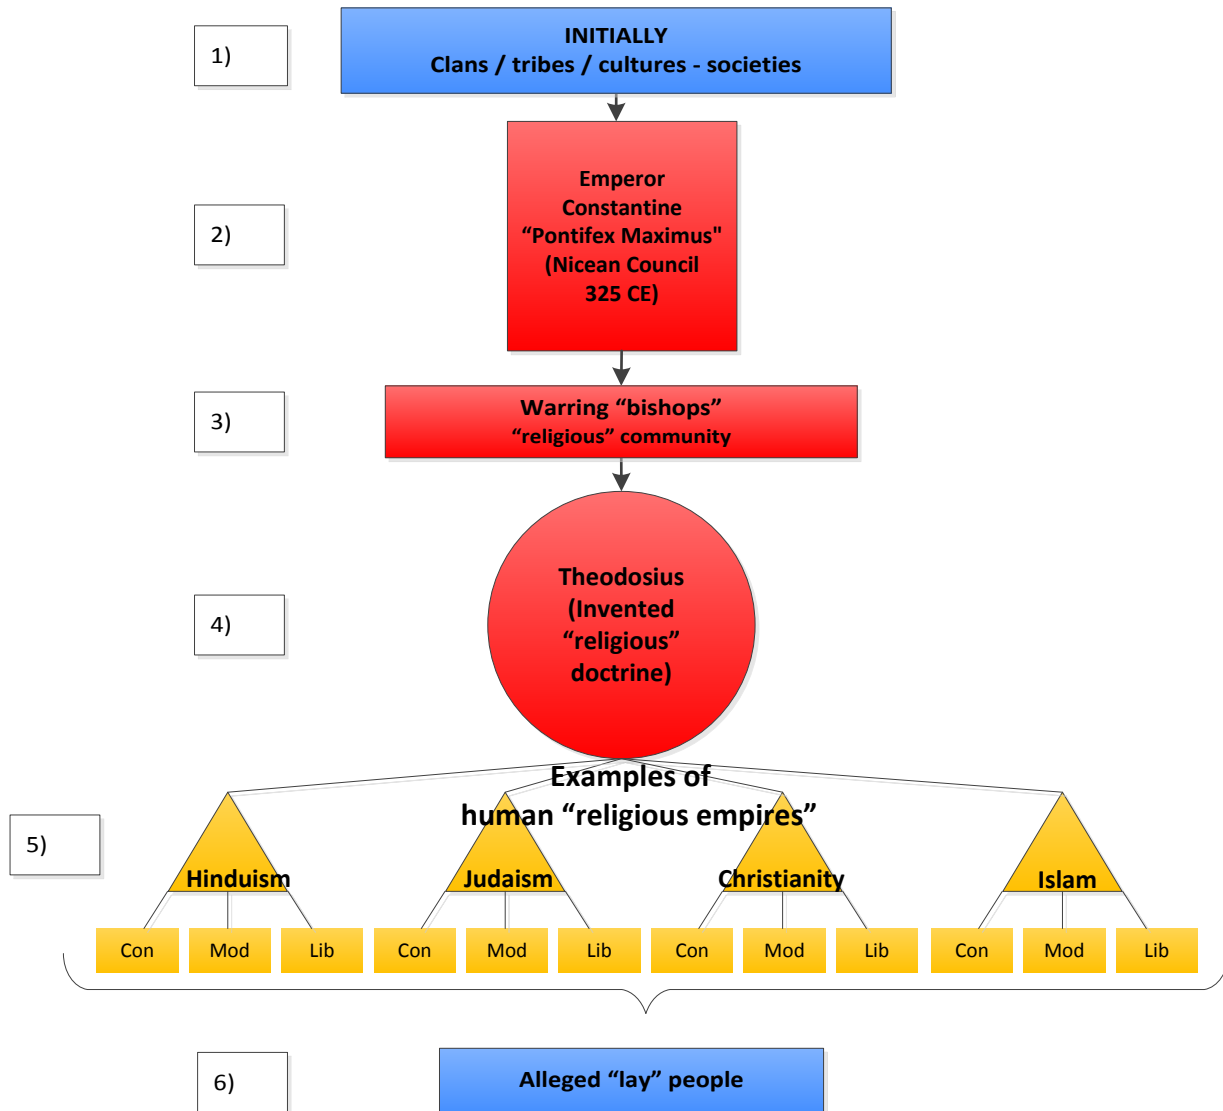 1)
INITIALLY
Clans / tribes / cultures - societies
2)
Emperor
Constantine
“Pontifex Maximus"
(Nicean Council
325 CE)
3)
Warring “bishops”
“religious” community
4)
Theodosius
(Invented
“religious”
doctrine)
Examples of
human “religious empires”
5)
Hinduism
Judaism
Christianity
Islam
Con
Mod
Lib
Con
Mod
Lib
Con
Mod
Lib
Con
Mod
Lib
6)
Alleged “lay” people